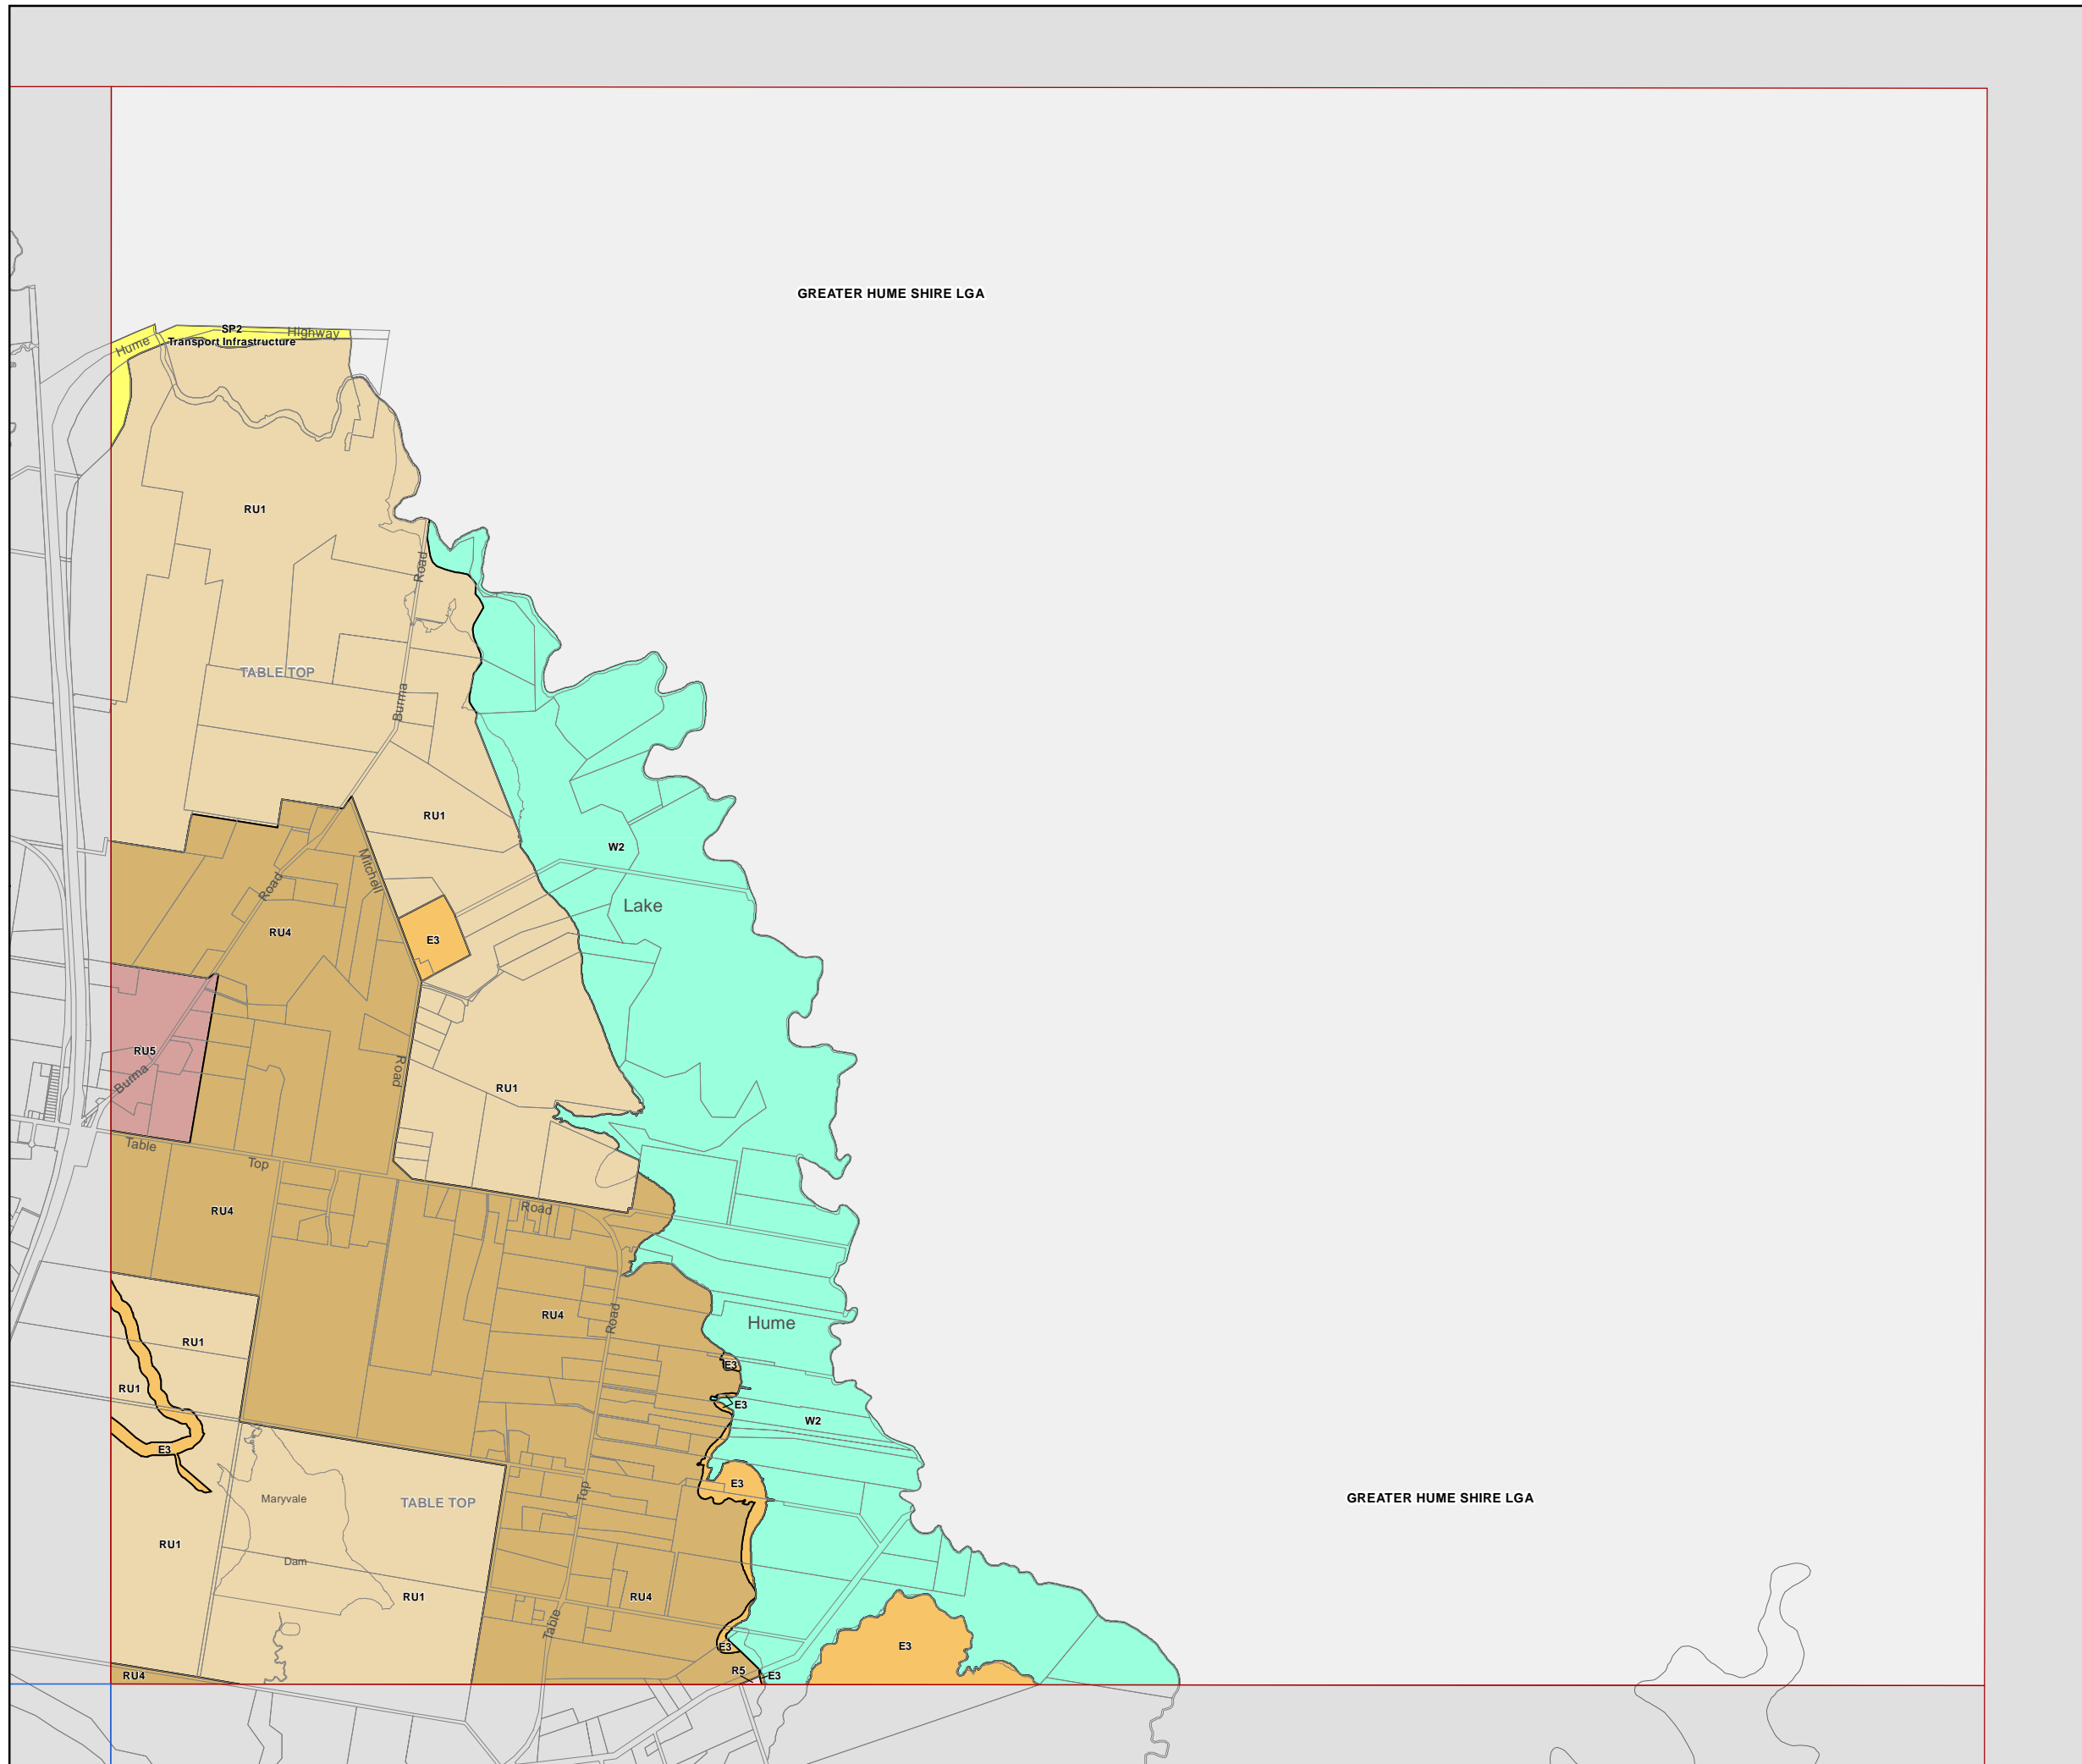 GREATER HUME SHIRE LGA
SP2
Highway
Transport Infrastructure
Hume
RU1
Road
TABLE TOP
Burma
RU1
W2
Mitchell
Road
Lake
RU4
E3
RU5
Road
Burma
RU1
Table
Top
Road
RU4
RU4
Road
Hume
RU1
E3
RU1
E3
W2
E3
E3
Top
Maryvale
TABLE TOP
GREATER HUME SHIRE LGA
RU1
Dam
RU1
RU4
Table
E3
E3
RU4
R5
E3